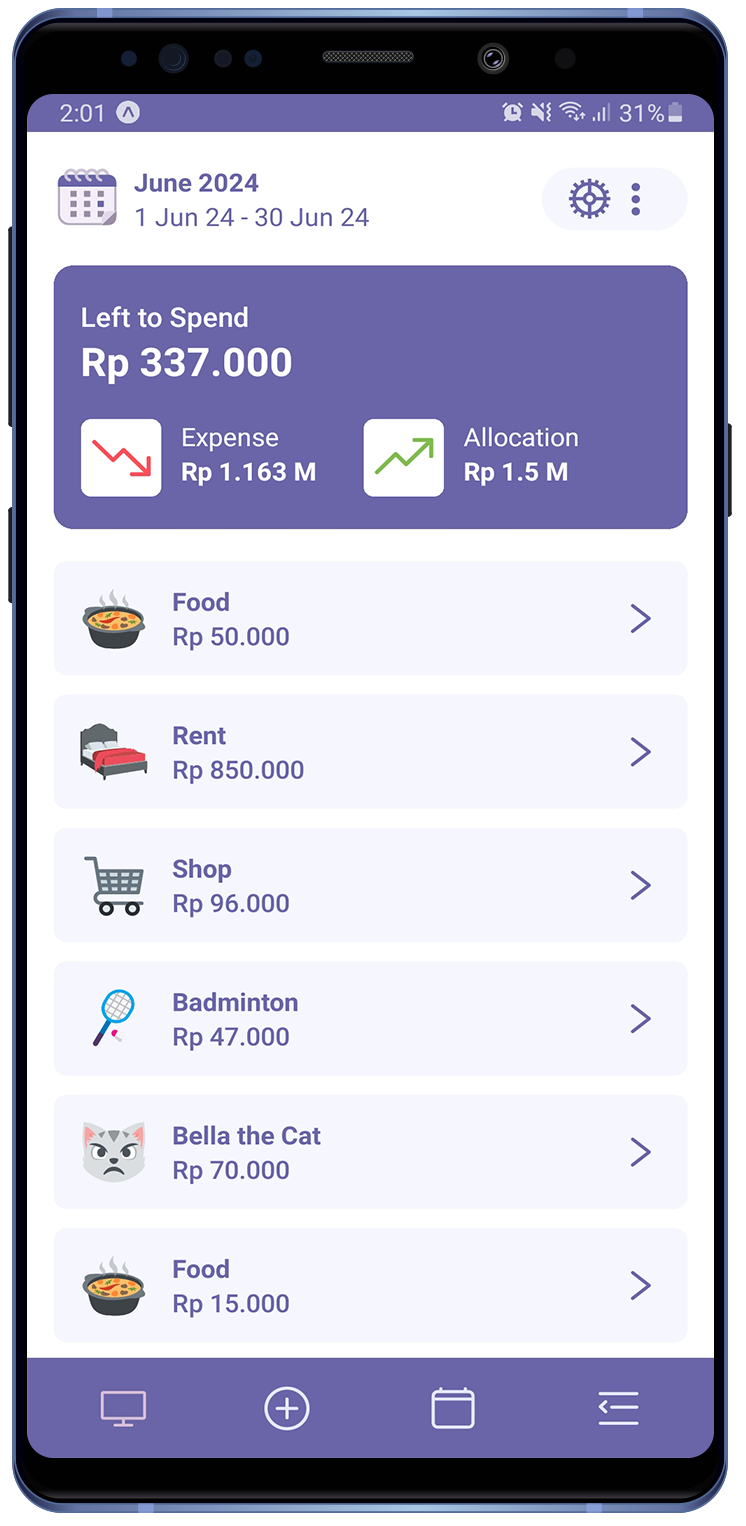 2:01
31%
June 2024
1 Jun 24 - 30 Jun 24
Left to Spend
Rp 337.000
Expense
Rp 1.163 M
Allocation
Rp 1.5 M
Food
Rp 50.000
Rent
Rp 850.000
Shop
Rp 96.000
Badminton
Rp 47.000
Bella the Cat
Rp 70.000
Food
Rp 15.000